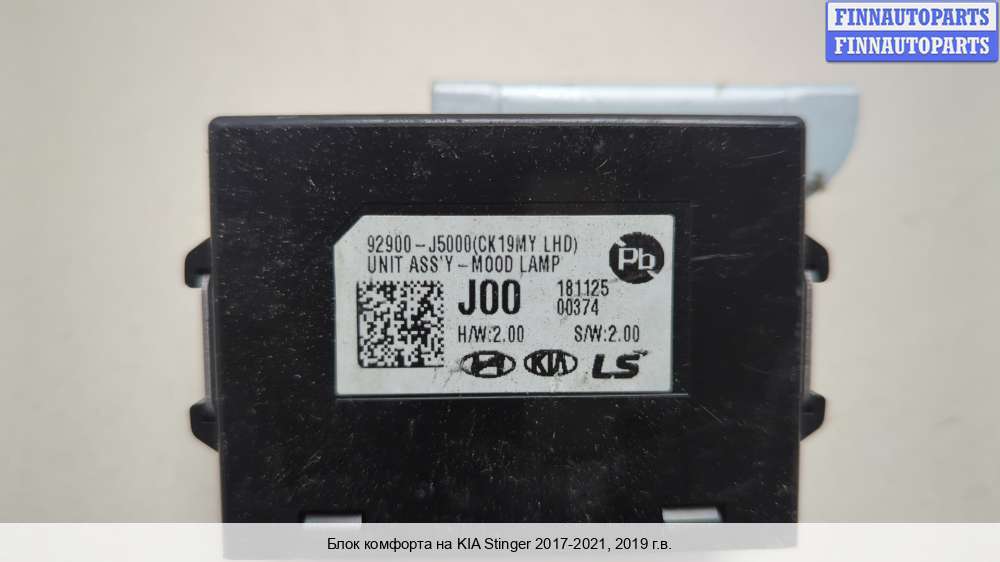 FINNAUTOPARTS
FINNAUTOPARTS
92900-J5000(CK19MY LHD)
UNIT ASS'Y-MOOD LAMP
Pb
J00
181125
00374
H/W:2.00 S/W:2.00
KIA LS
Блок комфорта на KIA Stinger 2017-2021, 2019 г.в.